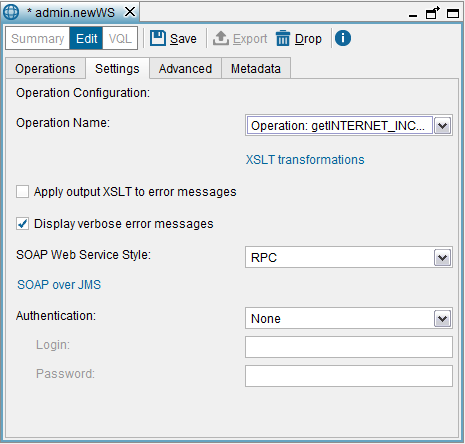 * admin.newWS
Summary Edit VQL Save Export Drop
Operations Settings Advanced Metadata
Operation Configuration:
Operation Name: Operation: getINTERNET_INC...
XSLT transformations
Apply output XSLT to error messages
Display verbose error messages
SOAP Web Service Style: RPC
SOAP over JMS
Authentication: None
Login:
Password: